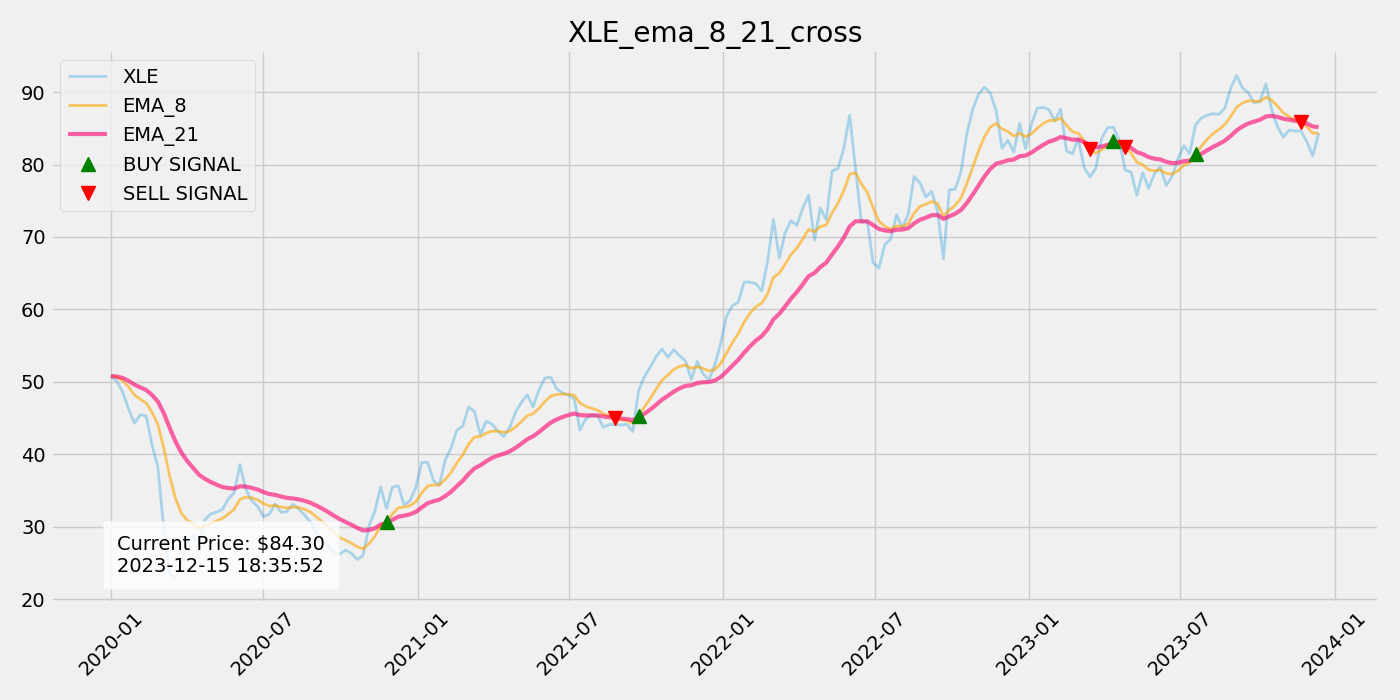 XLE_ema_8_21_cross
XLE
EMA_8
EMA_21
BUY SIGNAL
SELL SIGNAL
90
80
70
60
50
40
30
20
Current Price: $84.30
2023-12-15 18:35:52
2020-01
2020-07
2021-01
2021-07
2022-01
2022-07
2023-01
2023-07
2024-01